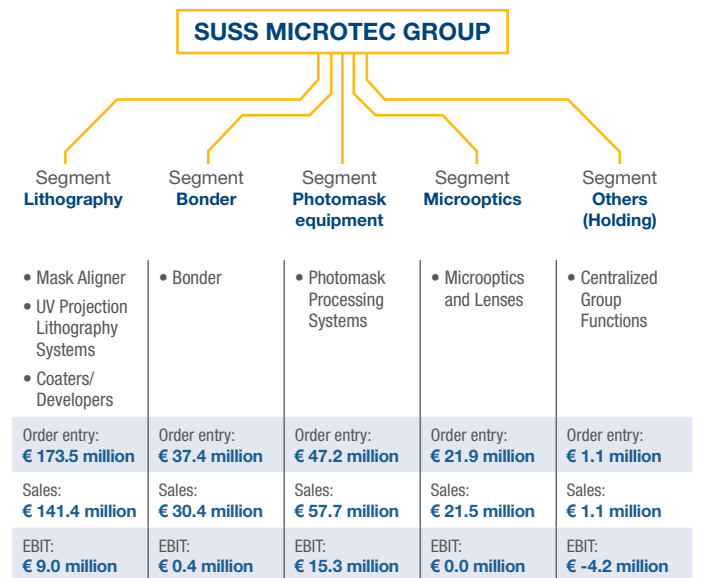 SUSS MICROTEC GROUP
Segment
Lithography
Segment
Bonder
Segment
Photomask
equipment
Segment
Microoptics
Segment
Others
(Holding)
• Mask Aligner
• UV Projection
Lithography
Systems
• Coaters/
Developers
• Bonder
• Photomask
Processing
Systems
• Microoptics
and Lenses
• Centralized
Group
Functions
Order entry:
€ 173.5 million
Order entry:
€ 37.4 million
Order entry:
€ 47.2 million
Order entry:
€ 21.9 million
Order entry:
€ 1.1 million
Sales:
€ 141.4 million
Sales:
€ 30.4 million
Sales:
€ 57.7 million
Sales:
€ 21.5 million
Sales:
€ 1.1 million
EBIT:
€ 9.0 million
EBIT:
€ 0.4 million
EBIT:
€ 15.3 million
EBIT:
€ 0.0 million
EBIT:
€ -4.2 million